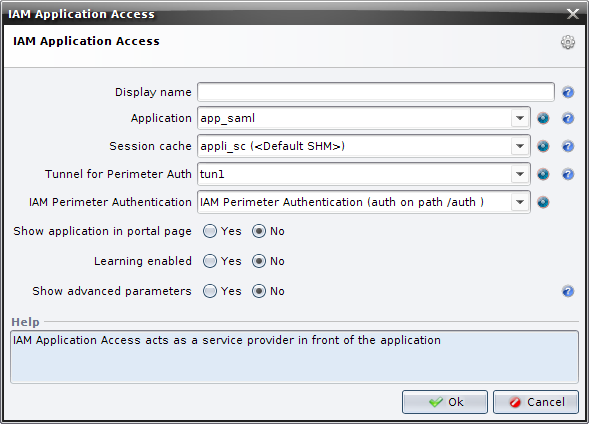 IAM Application Access
IAM Application Access
Display name
Application app_saml
Session cache appli_sc (<Default SHM>)
Tunnel for Perimeter Auth tun1
IAM Perimeter Authentication IAM Perimeter Authentication (auth on path /auth )
Show application in portal page Yes No
Learning enabled Yes No
Show advanced parameters Yes No
Help
IAM Application Access acts as a service provider in front of the application
Ok Cancel